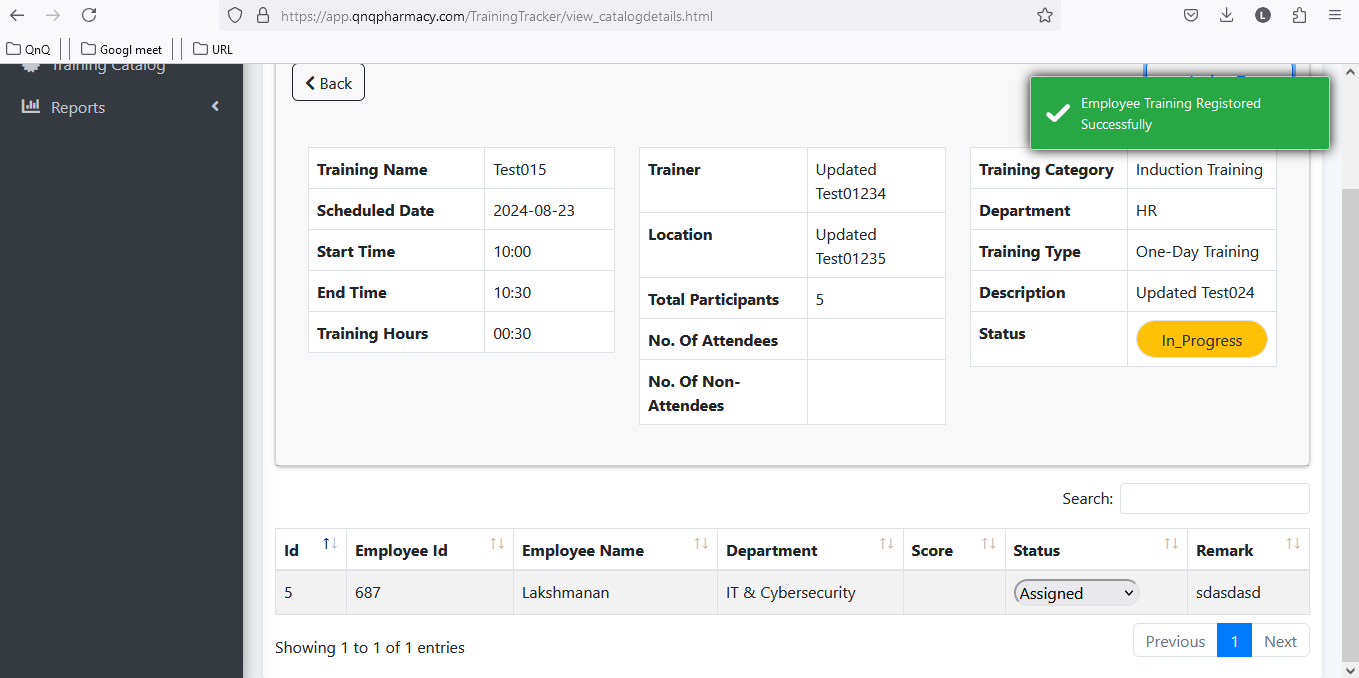 https://app.qnqpharmacy.com/TrainingTracker/view_catalogdetails.html
L
QnQ
Googl meet
URL
Training Catalog
Reports
Back
Employee Training Registored
Successfully
Training Name Test015
Scheduled Date 2024-08-23
Start Time 10:00
End Time 10:30
Training Hours 00:30
Trainer Updated
Test01234
Location Updated
Test01235
Total Participants 5
No. Of Attendees
No. Of Non-
Attendees
Training Category Induction Training
Department HR
Training Type One-Day Training
Description Updated Test024
Status In_Progress
Search:
Id Employee Id Employee Name Department Score Status Remark
5 687 Lakshmanan IT & Cybersecurity Assigned sdasdasd
Showing 1 to 1 of 1 entries
Previous 1 Next